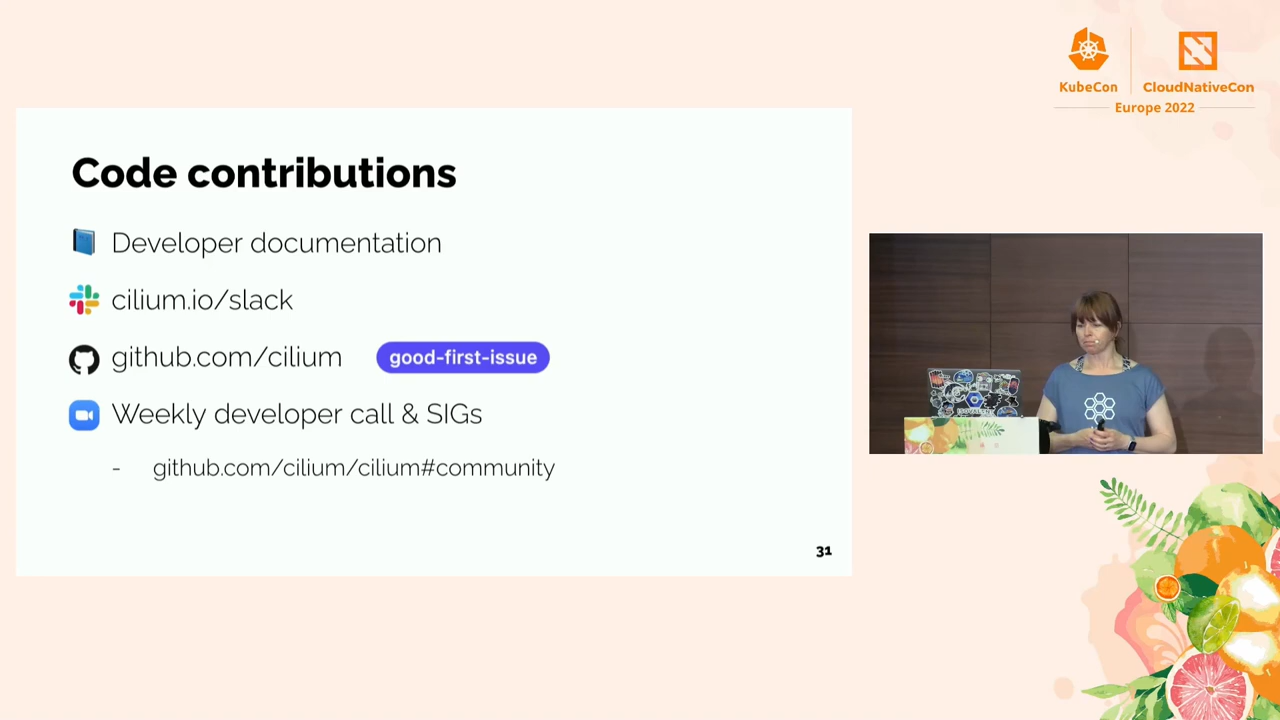 KubeCon
CloudNativeCon
Europe 2022
Code contributions
Developer documentation
cilium.io/slack
github.com/cilium
good-first-issue
Weekly developer call & SIGs
- github.com/cilium/cilium#community
31